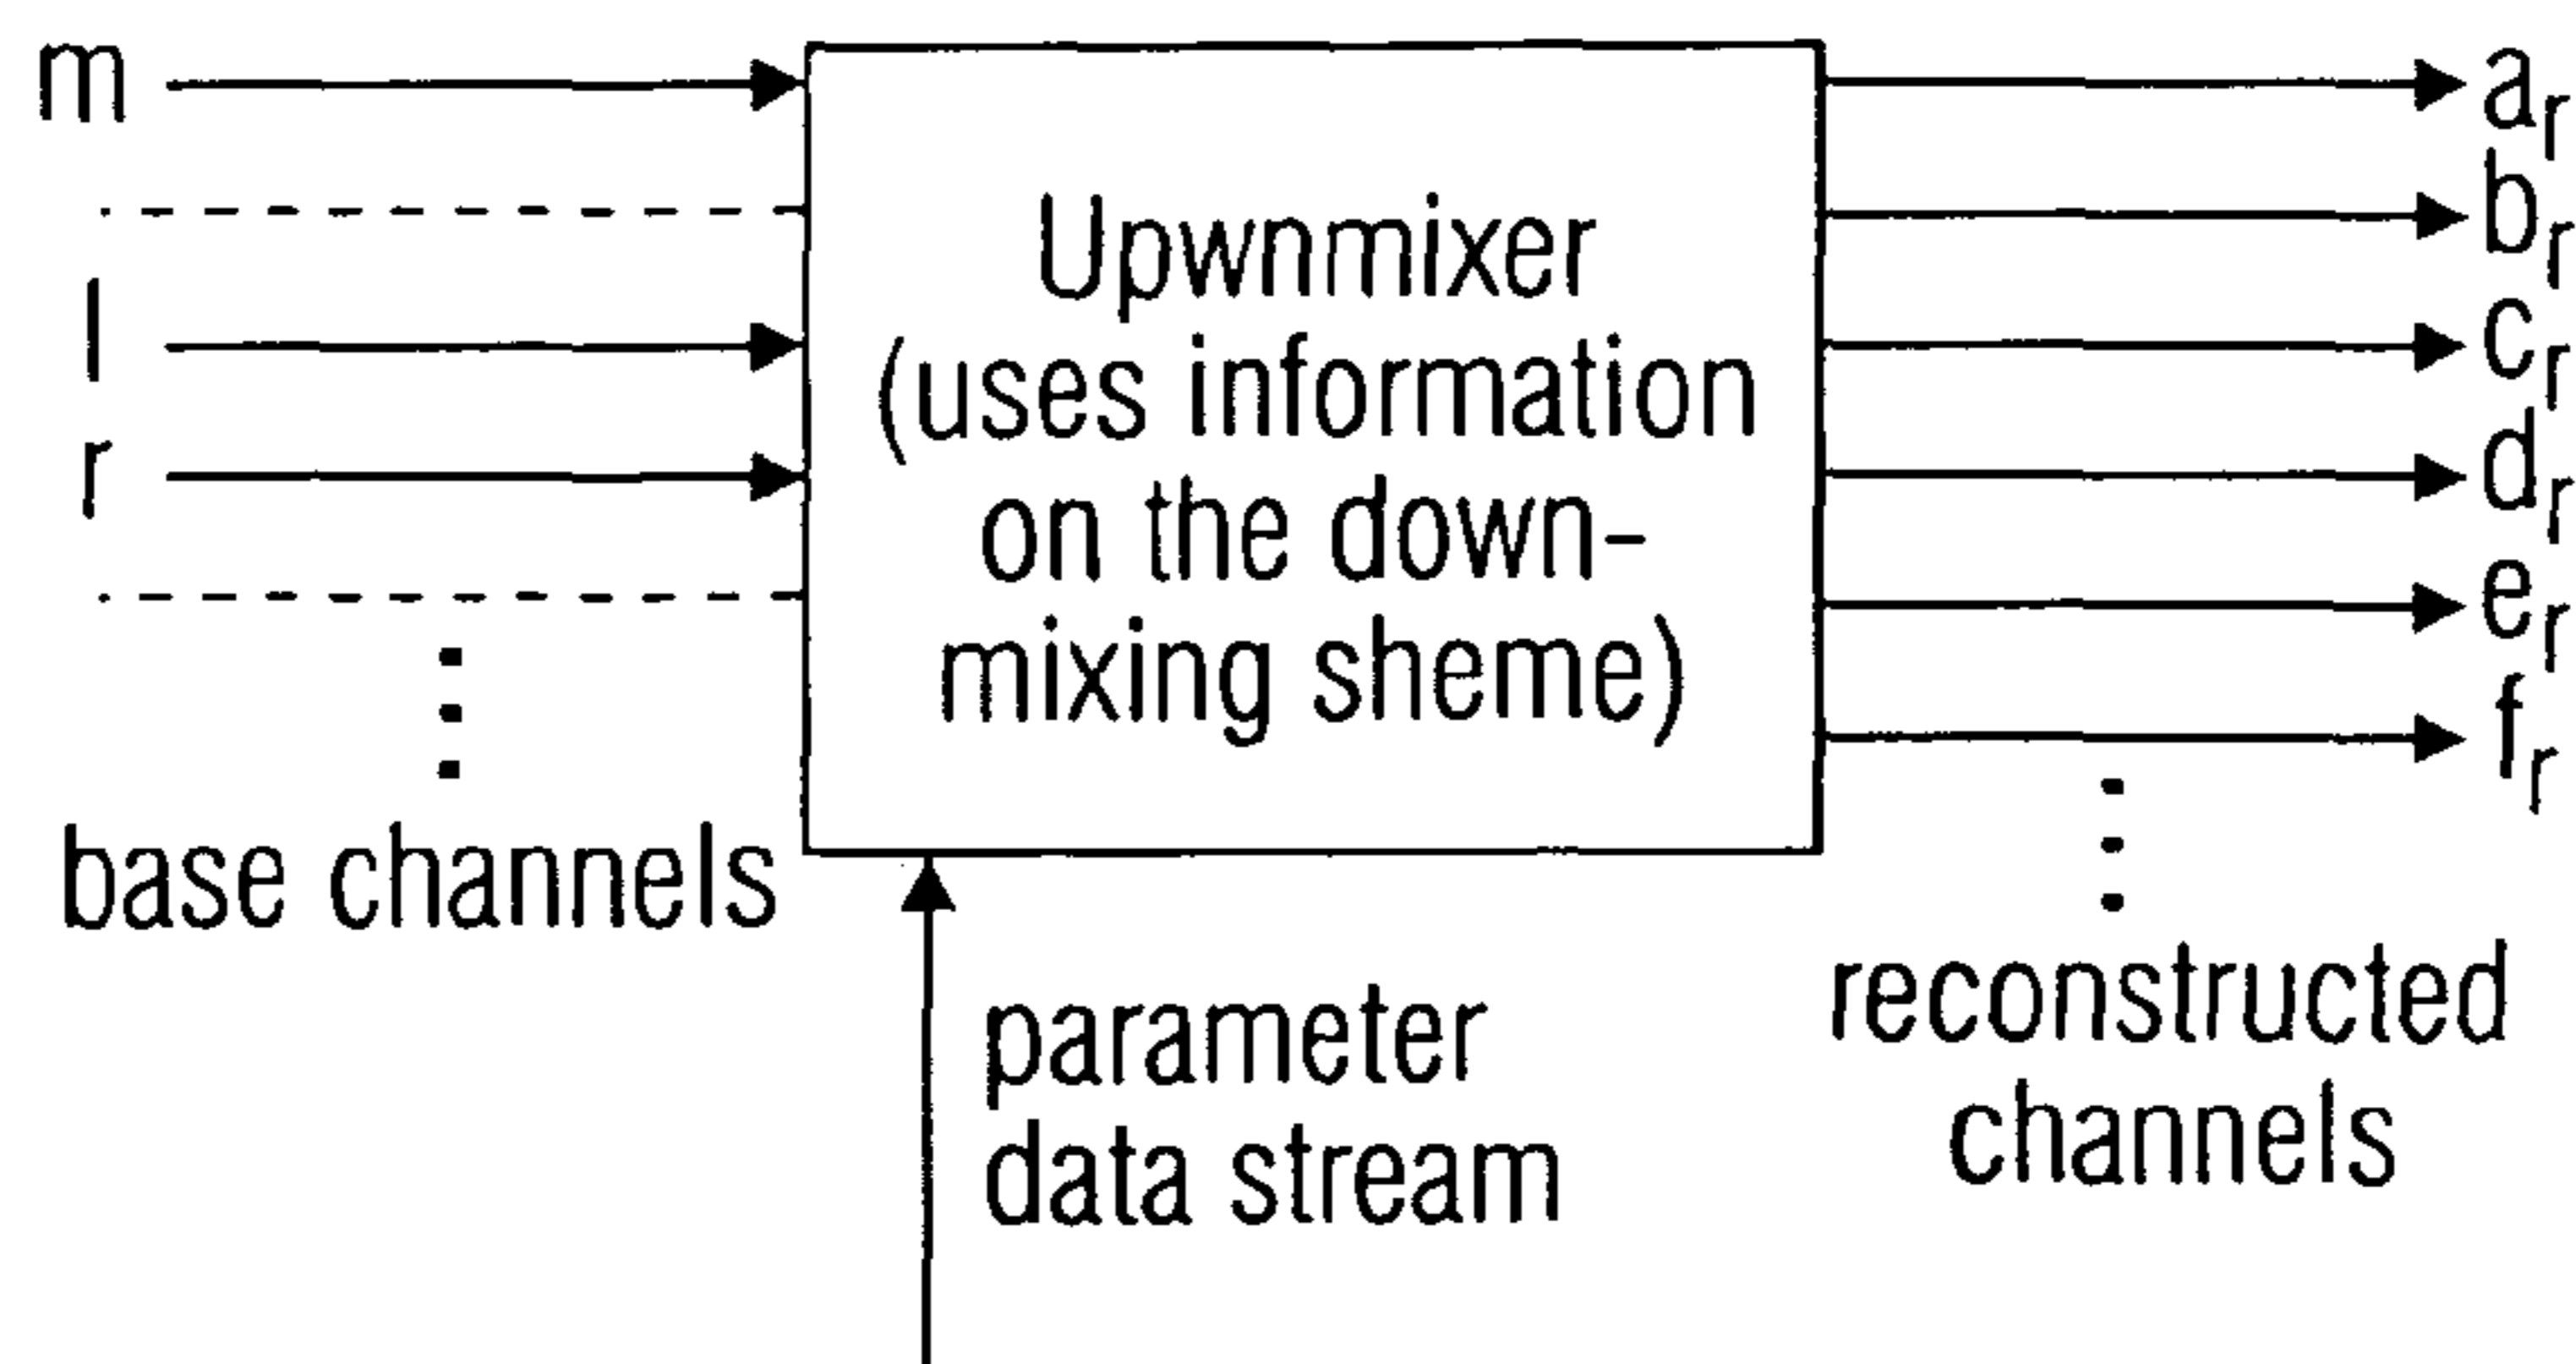 m
l
r
base channels
Upwnmixer
(uses information
on the down-
mixing sheme)
parameter
data stream
a_r
b_r
c_r
d_r
e_r
f_r
reconstructed
channels